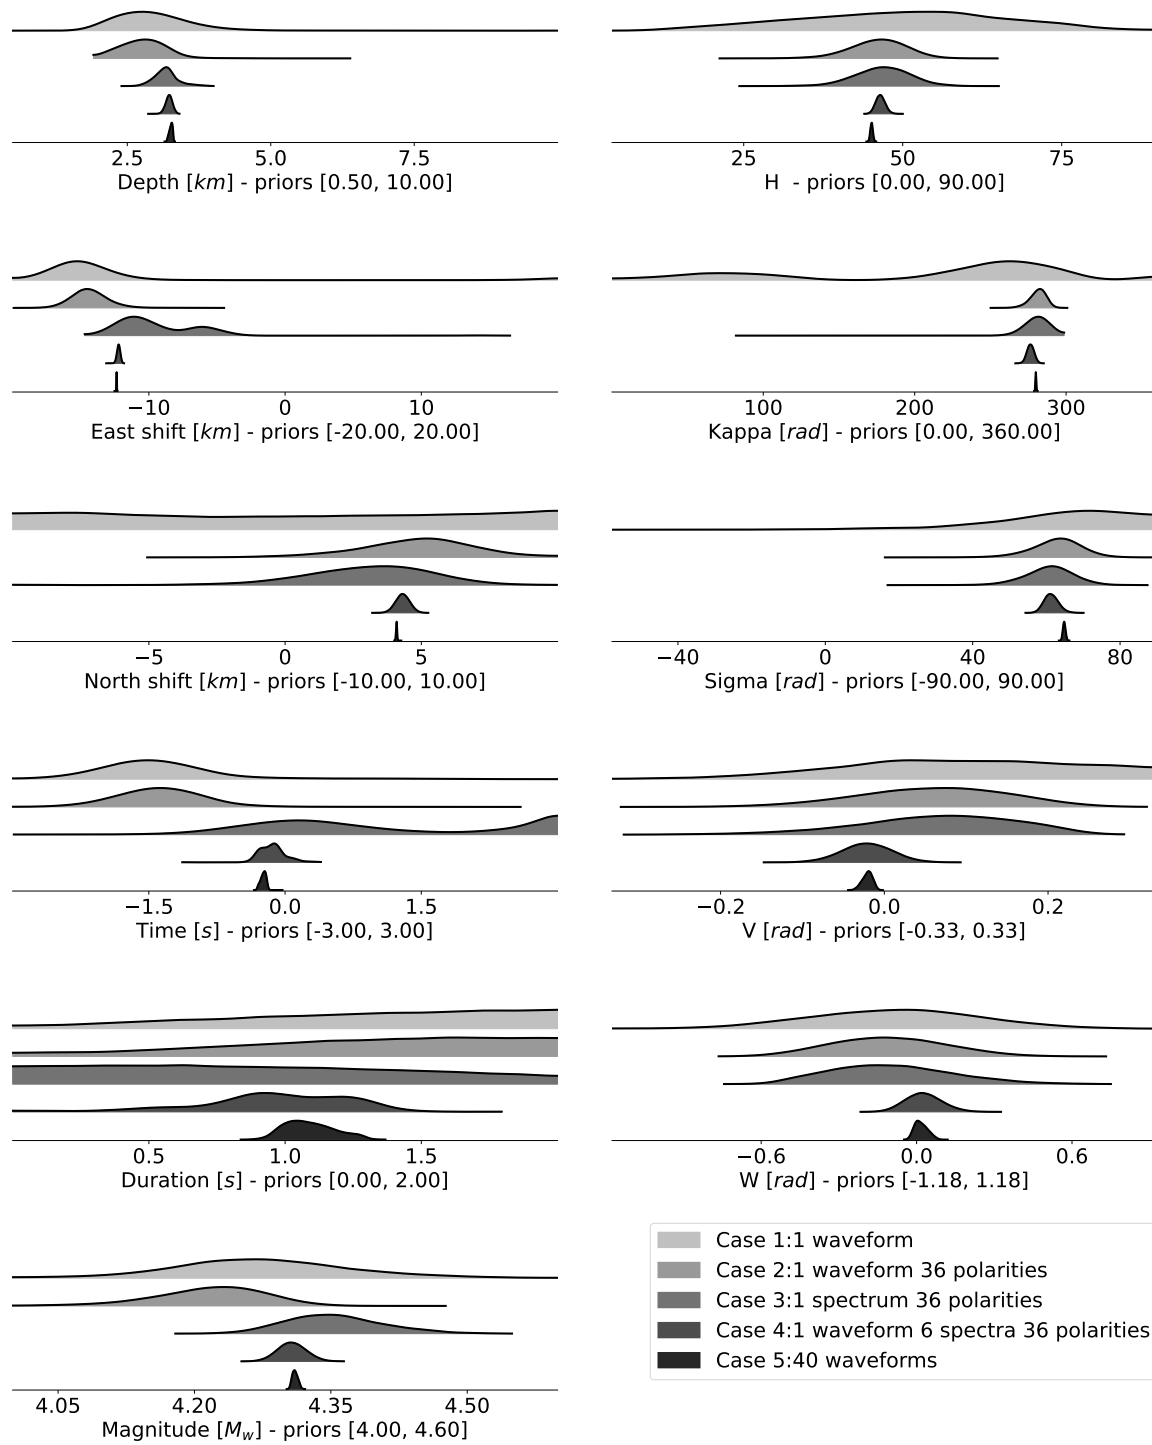 2.5 5.0 7.5
Depth [km] - priors [0.50, 10.00]
25 50 75
H - priors [0.00, 90.00]
−10 0 10
East shift [km] - priors [-20.00, 20.00]
100 200 300
Kappa [rad] - priors [0.00, 360.00]
−5 0 5
North shift [km] - priors [-10.00, 10.00]
−40 0 40 80
Sigma [rad] - priors [-90.00, 90.00]
−1.5 0.0 1.5
Time [s] - priors [-3.00, 3.00]
−0.2 0.0 0.2
V [rad] - priors [-0.33, 0.33]
0.5 1.0 1.5
Duration [s] - priors [0.00, 2.00]
−0.6 0.0 0.6
W [rad] - priors [-1.18, 1.18]
4.05 4.20 4.35 4.50
Magnitude [Mw] - priors [4.00, 4.60]
Case 1:1 waveform
Case 2:1 waveform 36 polarities
Case 3:1 spectrum 36 polarities
Case 4:1 waveform 6 spectra 36 polarities
Case 5:40 waveforms